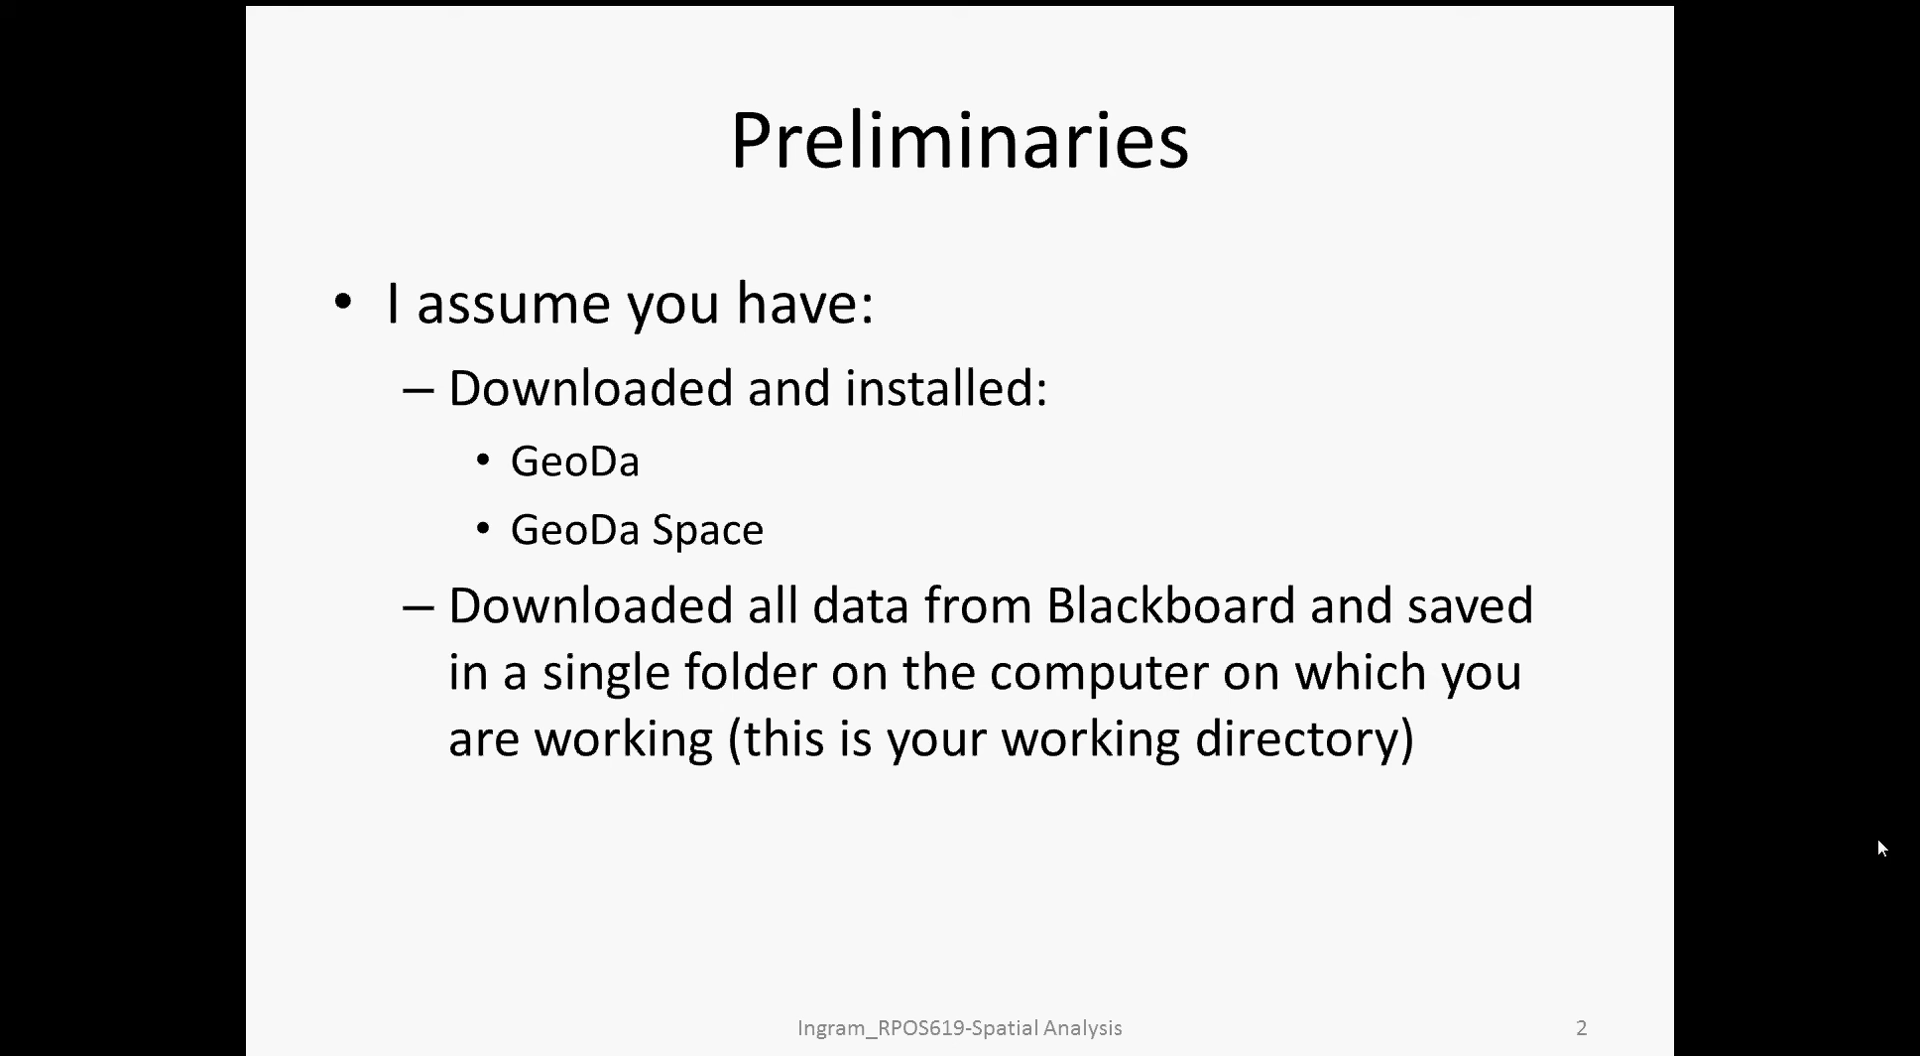 Preliminaries
• I assume you have:
– Downloaded and installed:
• GeoDa
• GeoDa Space
– Downloaded all data from Blackboard and saved
in a single folder on the computer on which you
are working (this is your working directory)
Ingram_RPOS619-Spatial Analysis
2